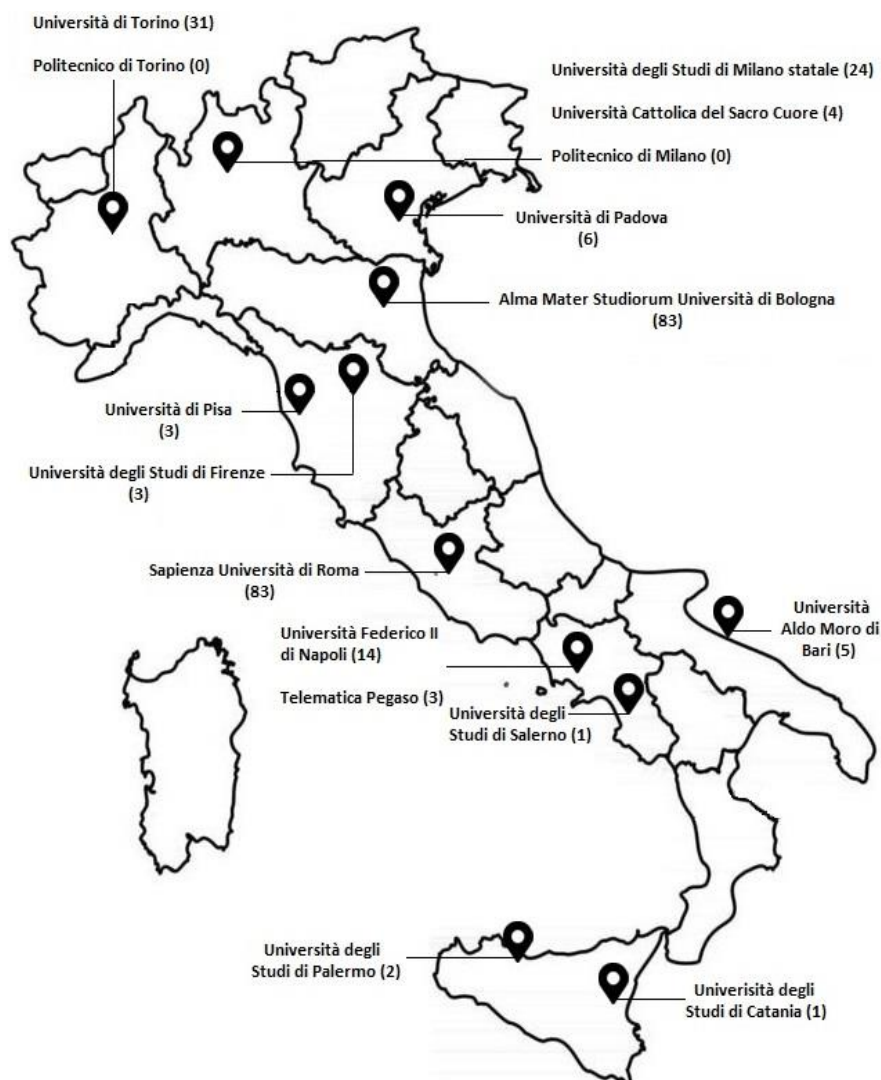 Università di Torino (31)
Politecnico di Torino (0)
Università degli Studi di Milano statale (24)
Università Cattolica del Sacro Cuore (4)
Politecnico di Milano (0)
Università di Padova
(6)
Alma Mater Studiorum Università di Bologna
(83)
Università di Pisa
(3)
Università degli Studi di Firenze
(3)
Sapienza Università di Roma
(83)
Università
Aldo Moro di
Bari (5)
Università Federico II
di Napoli (14)
Telematica Pegaso (3)
Università degli
Studi di Salerno (1)
Università degli
Studi di Palermo (2)
Univerisità degli
Studi di Catania (1)